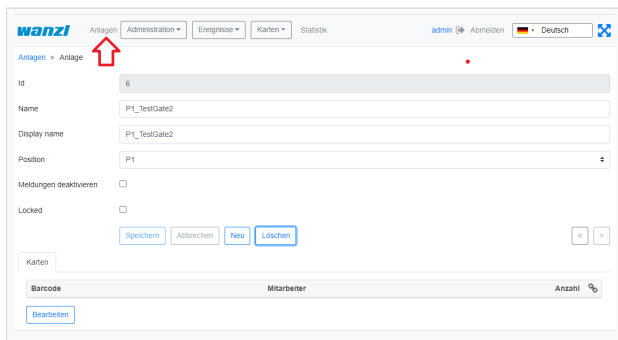 wanzl Anlagen Administration Ereignisse Karten Statistik admin Abmelden Deutsch
Anlagen > Anlage
Id 6
Name P1_TestGate2
Display name P1_TestGate2
Position P1
Meldungen deaktivieren
Locked
Speichern Abbrechen Neu Löschen < >
Karten
Barcode Mitarbeiter Anzahl
Bearbeiten